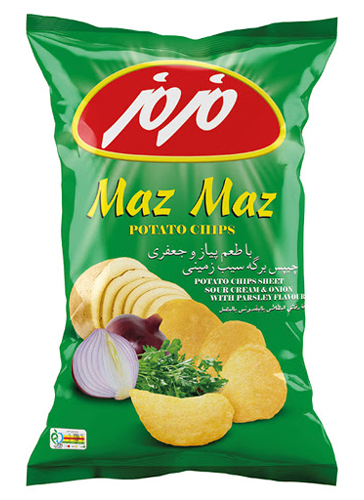 مزمز
Maz Maz
POTATO CHIPS
با طعم پیاز و جعفری
چیپس برگه سیب زمینی
POTATO CHIPS SHEET
SOUR CREAM & ONION
WITH PARSLEY FLAVOUR